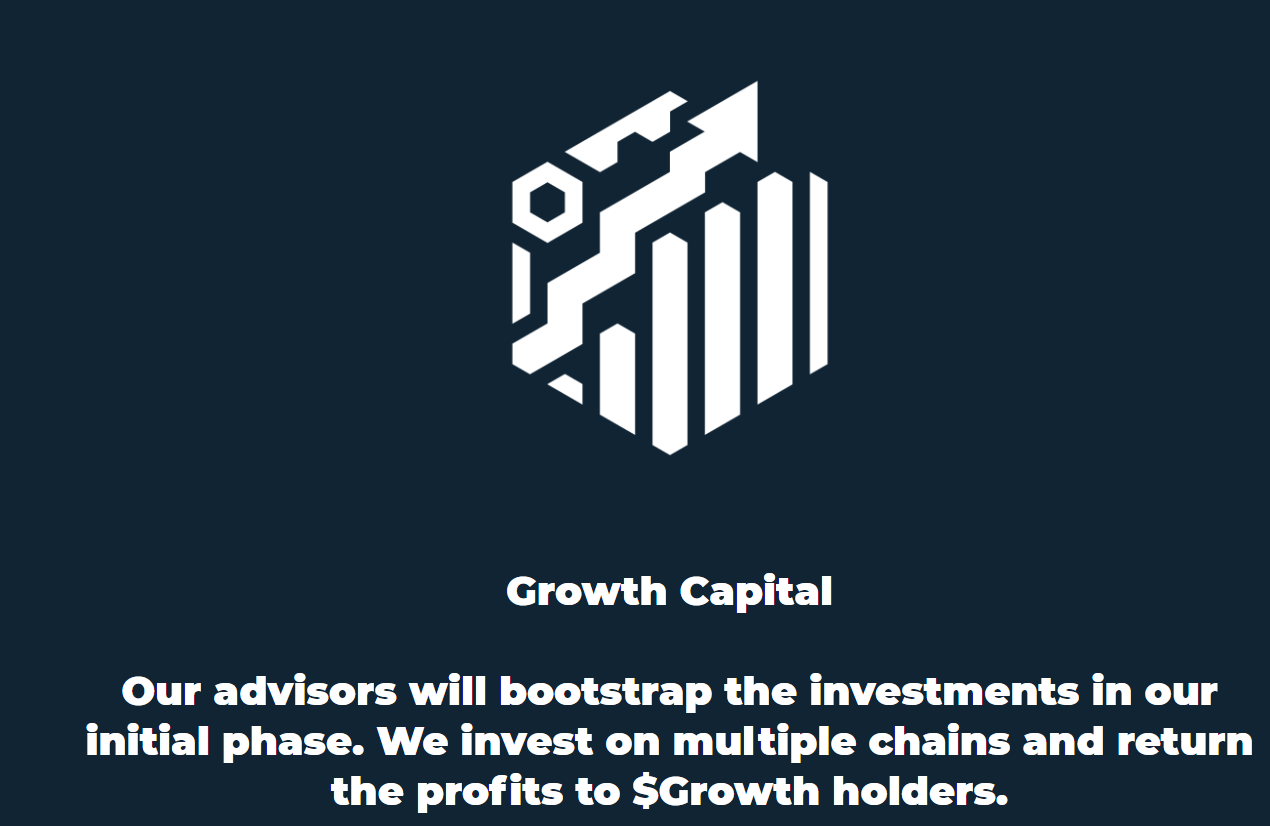 Growth Capital
Our advisors will bootstrap the investments in our
initial phase. We invest on multiple chains and return
the profits to $Growth holders.